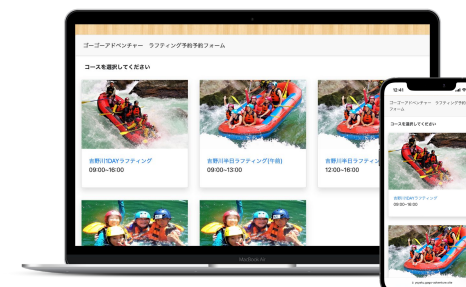 ゴーゴーアドベンチャー ラフティング予約予約フォーム
コースを選択してください
吉野川1DAYラフティング
09:00~16:00
吉野川半日ラフティング(午前)
09:00~13:00
吉野川半日ラフティン
12:00~16:00
MacBook Air
12:41
ゴーゴーアドベンチャー ラフティング予約
フォーム
コースを選択してください
吉野川1DAYラフティング
09:00~16:00